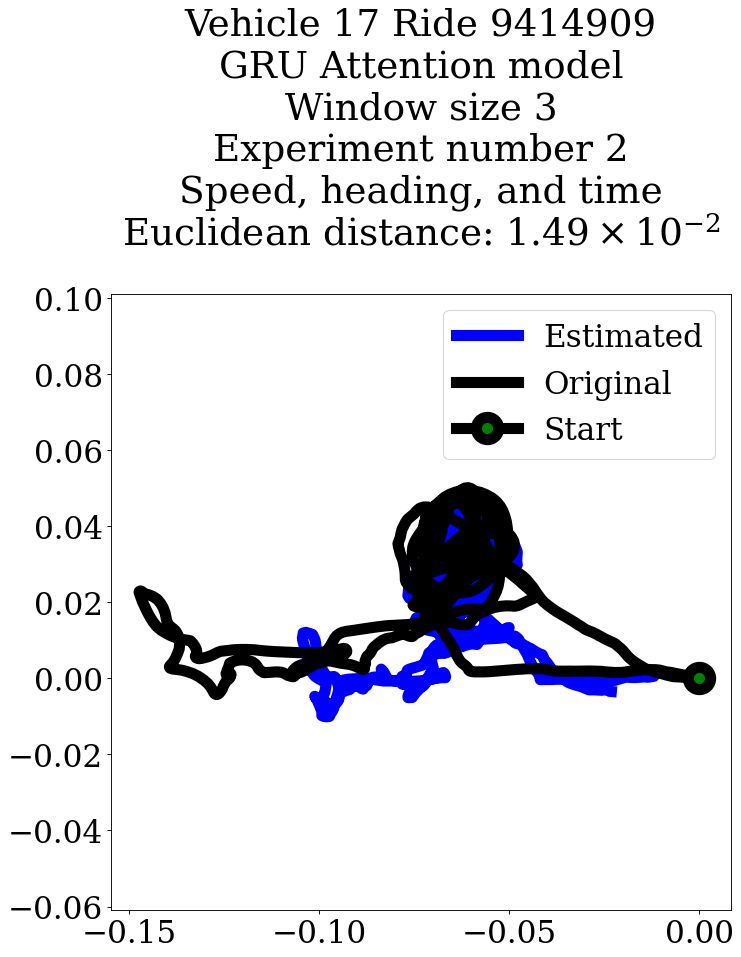 Vehicle 17 Ride 9414909
GRU Attention model
Window size 3
Experiment number 2
Speed, heading, and time
Euclidean distance: 1.49 × 10⁻²
Estimated
Original
Start
0.10
0.08
0.06
0.04
0.02
0.00
−0.02
−0.04
−0.06
−0.15
−0.10
−0.05
0.00